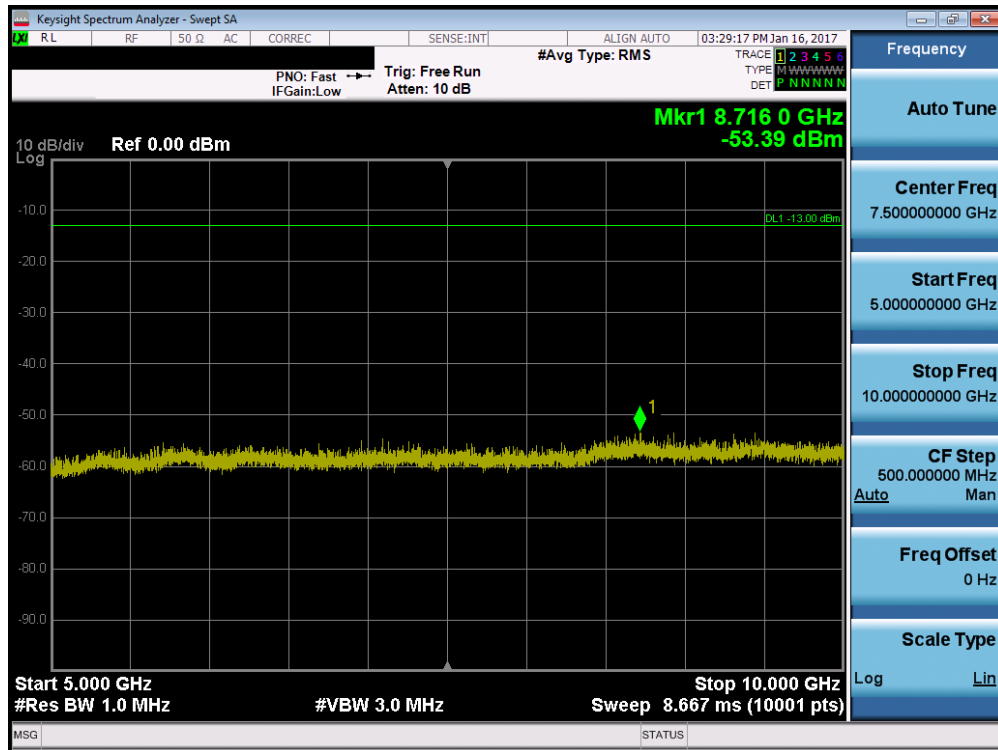 Keysight Spectrum Analyzer - Swept SA
LXI RL RF 50 Ω AC CORREC SENSE:INT ALIGN AUTO 03:29:17 PM Jan 16, 2017
#Avg Type: RMS
TRACE 1 2 3 4 5 6
TYPE M W W W W W
DET P N N N N N
PNO: Fast
IFGain:Low
Trig: Free Run
Atten: 10 dB
Mkr1 8.716 0 GHz
-53.39 dBm
10 dB/div
Log
Ref 0.00 dBm
-10.0
DL1 -13.00 dBm
-20.0
-30.0
-40.0
-50.0
1
-60.0
-70.0
-80.0
-90.0
Start 5.000 GHz
Stop 10.000 GHz
#Res BW 1.0 MHz
#VBW 3.0 MHz
Sweep 8.667 ms (10001 pts)
MSG
STATUS
Frequency
Auto Tune
Center Freq
7.500000000 GHz
Start Freq
5.000000000 GHz
Stop Freq
10.000000000 GHz
CF Step
500.000000 MHz
Auto Man
Freq Offset
0 Hz
Scale Type
Log Lin